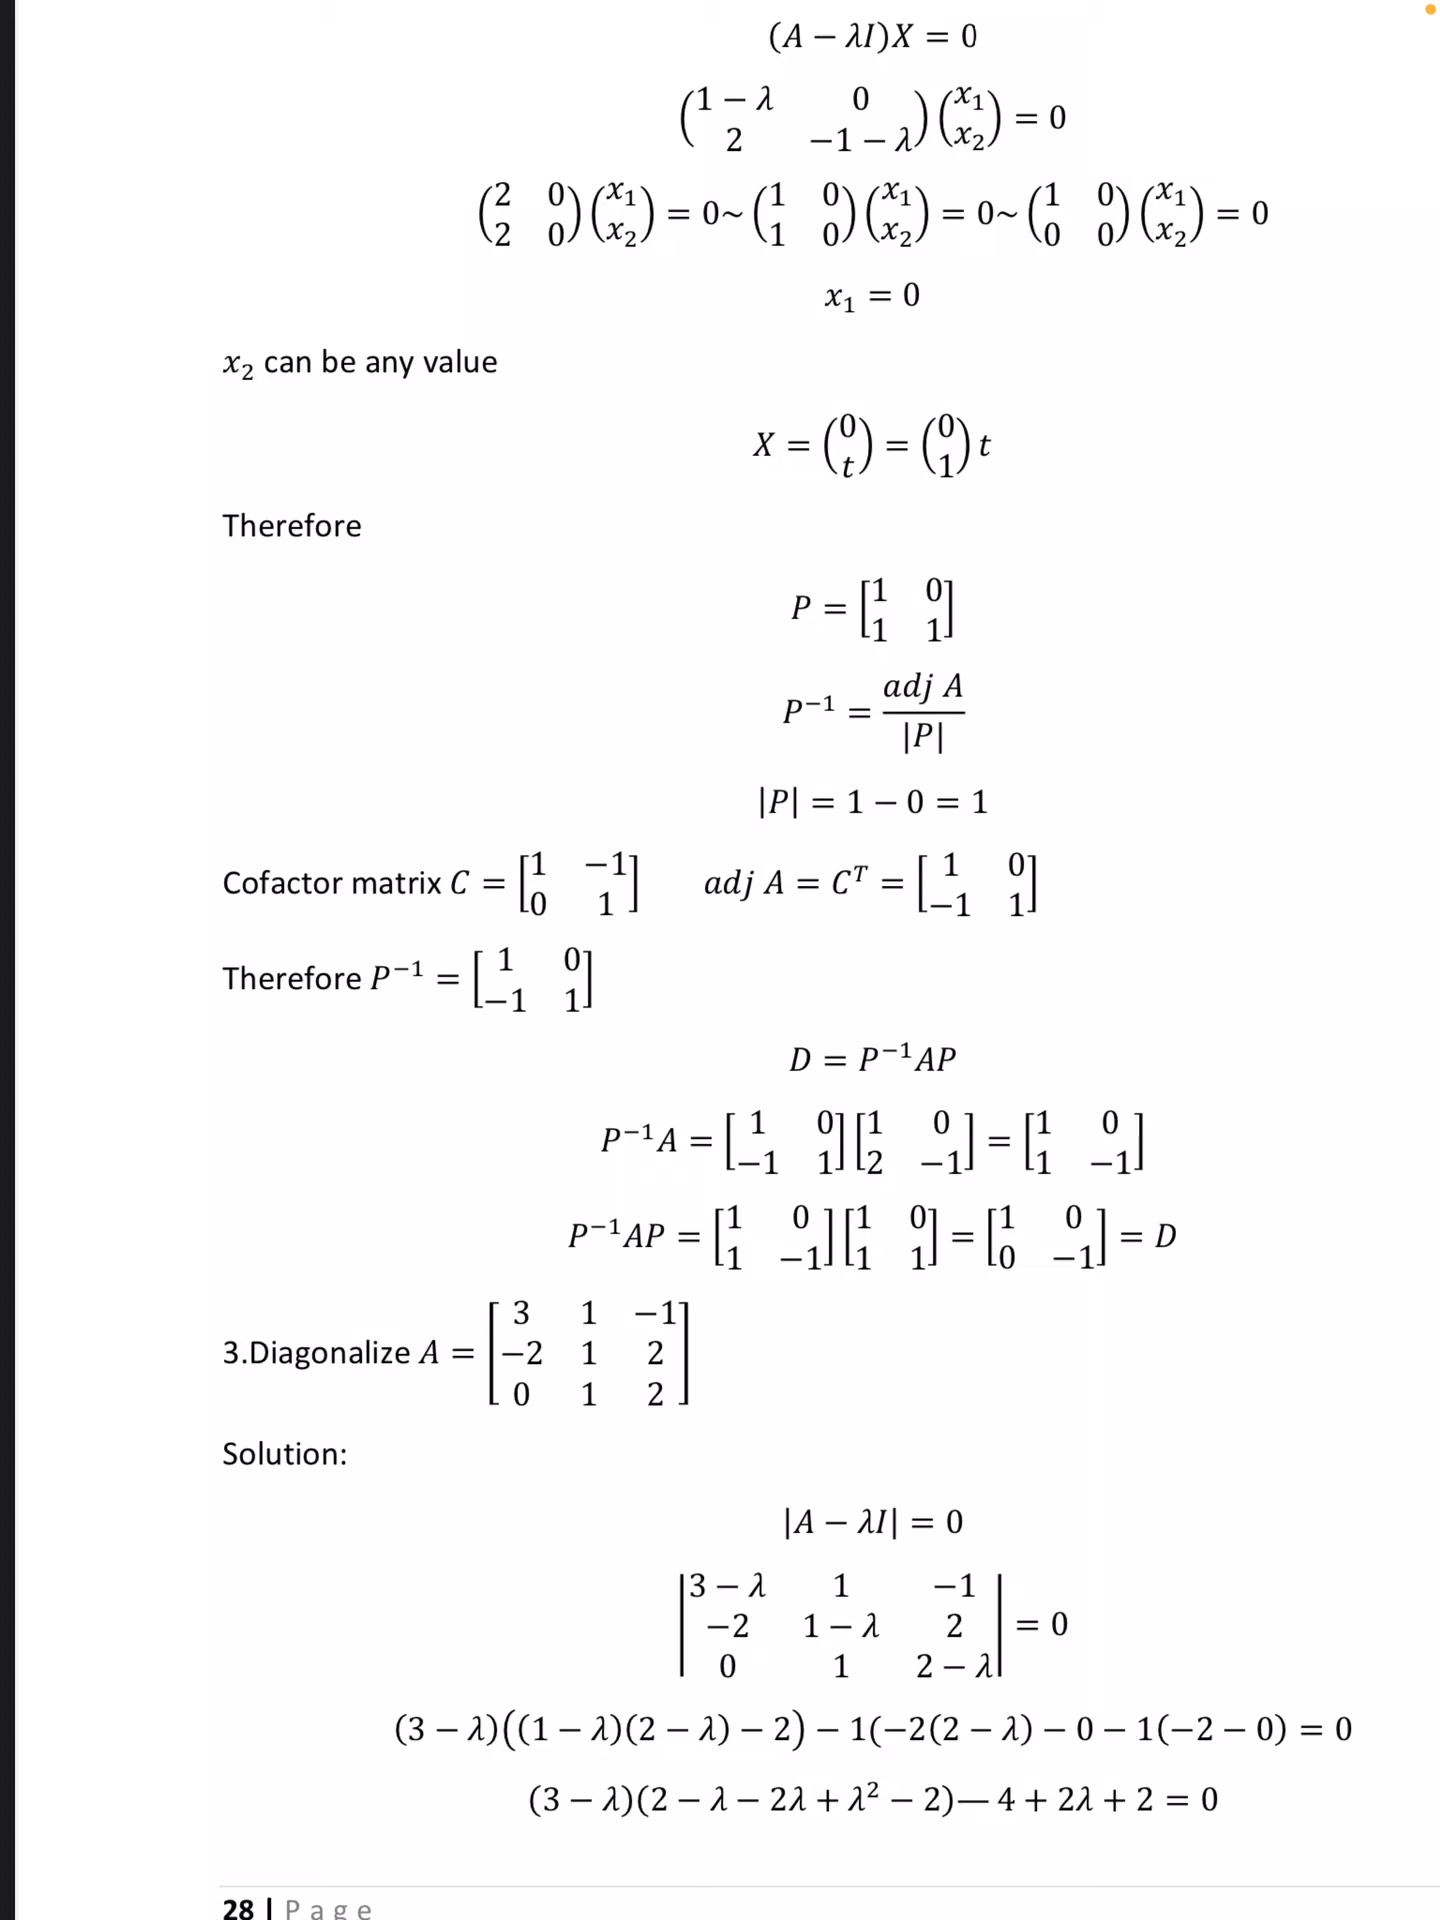 (A − λI)X = 0
(1 − λ 0
2 −1 − λ)(x₁
x₂) = 0
(2 0
2 0)(x₁
x₂) = 0~(1 0
1 0)(x₁
x₂) = 0~(1 0
0 0)(x₁
x₂) = 0
x₁ = 0
x₂ can be any value
X = (0
t) = (0
1) t
Therefore
P = [1 0
1 1]
P⁻¹ = adj A
|P|
|P| = 1 − 0 = 1
Cofactor matrix C = [1 −1
0 1] adj A = Cᵀ = [1 0
−1 1]
Therefore P⁻¹ = [1 0
−1 1]
D = P⁻¹AP
P⁻¹A = [1 0
−1 1][1 0
2 −1] = [1 0
1 −1]
P⁻¹AP = [1 0
1 −1][1 0
1 1] = [1 0
0 −1] = D
3.Diagonalize A = [3 1 −1
−2 1 2
0 1 2]
Solution:
|A − λI| = 0
|3 − λ 1 −1
−2 1 − λ 2
0 1 2 − λ| = 0
(3 − λ)((1 − λ)(2 − λ) − 2) − 1(−2(2 − λ) − 0 − 1(−2 − 0) = 0
(3 − λ)(2 − λ − 2λ + λ² − 2)— 4 + 2λ + 2 = 0
28 | Page